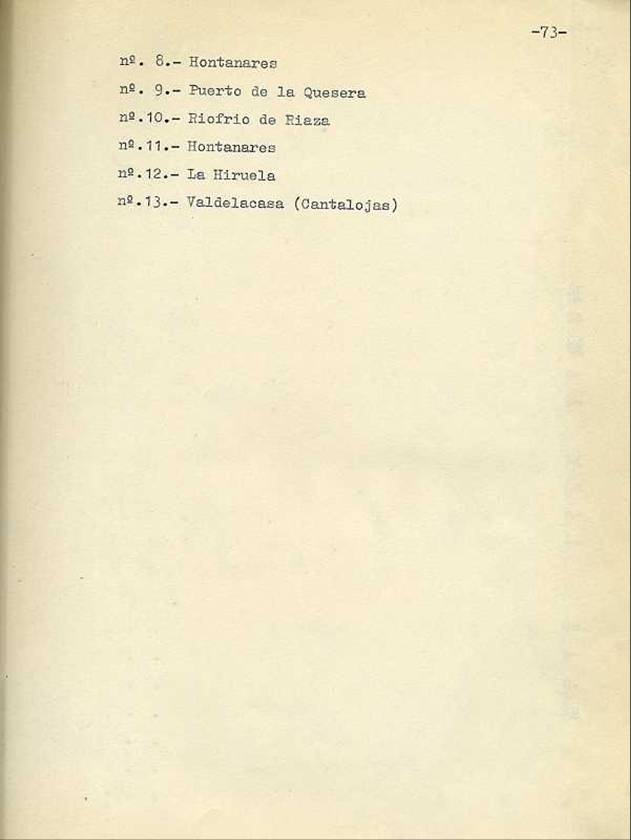 -73-
nº. 8.- Hontanares
nº. 9.- Puerto de la Quesera
nº.10.- Riofrio de Riaza
nº.11.- Hontanares
nº.12.- La Hiruela
nº.13.- Valdelacasa (Cantalojas)